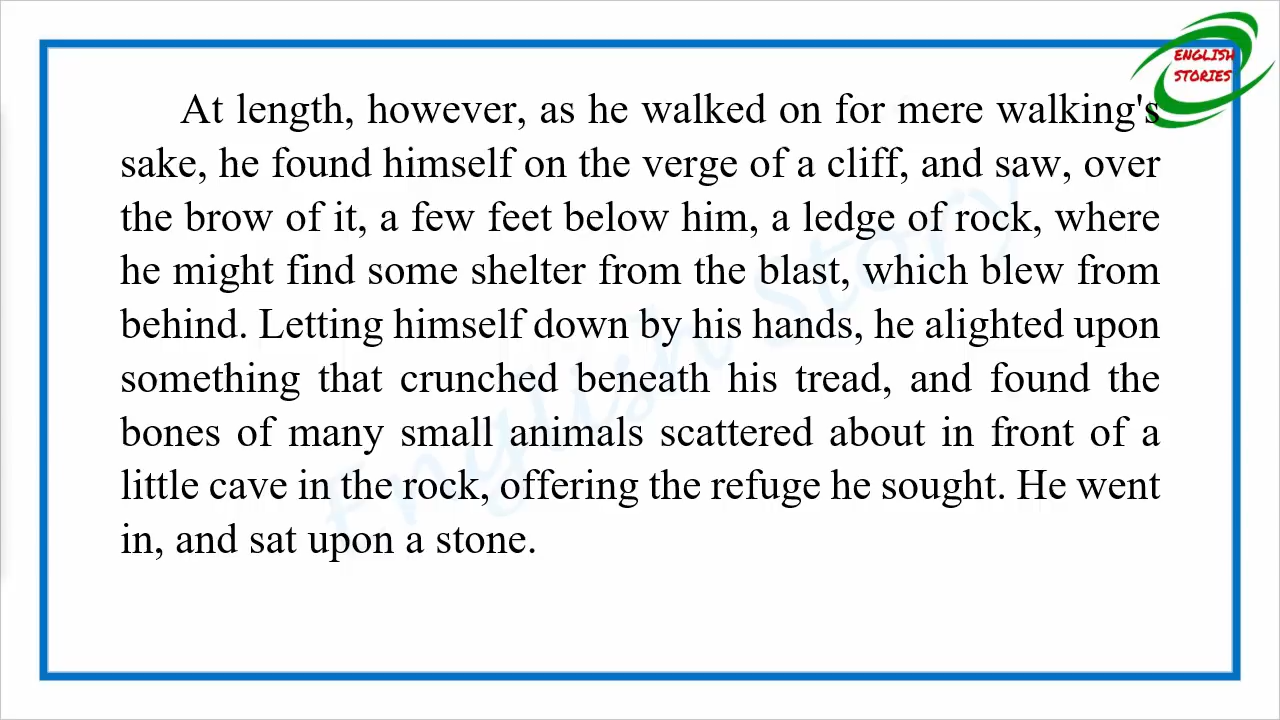 ENGLISH
STORIES
At length, however, as he walked on for mere walking's
sake, he found himself on the verge of a cliff, and saw, over
the brow of it, a few feet below him, a ledge of rock, where
he might find some shelter from the blast, which blew from
behind. Letting himself down by his hands, he alighted upon
something that crunched beneath his tread, and found the
bones of many small animals scattered about in front of a
little cave in the rock, offering the refuge he sought. He went
in, and sat upon a stone.
English Story